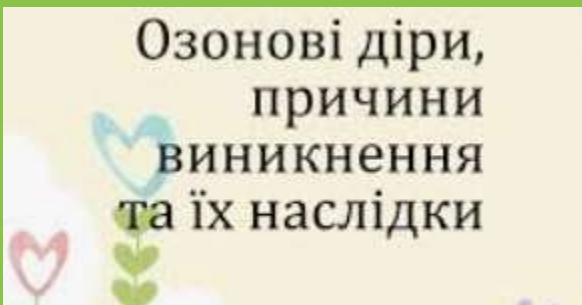 Озонові діри,
причини
виникнення
та їх наслідки